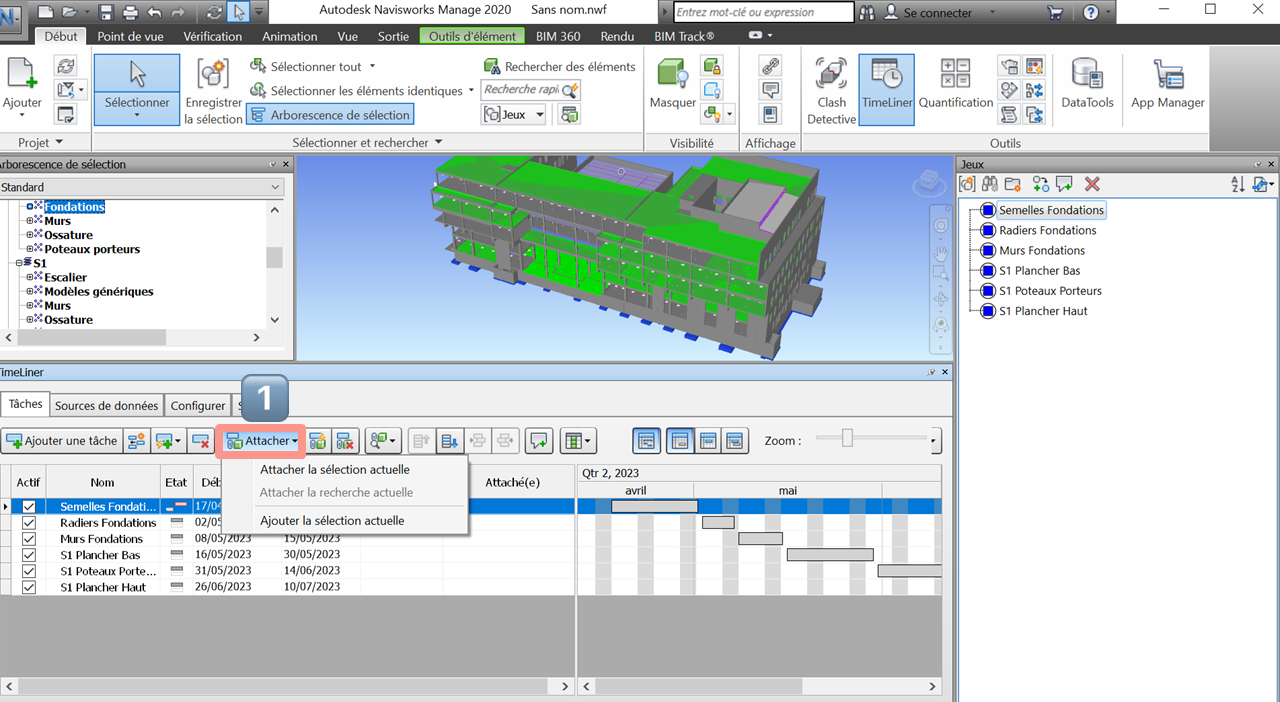 Autodesk Navisworks Manage 2020 Sans nom.nwf
Entrez mot-clé ou expression
Se connecter
Début Point de vue Vérification Animation Vue Sortie Outils d'élément BIM 360 Rendu BIM Track®
Ajouter
Projet
Sélectionner
Enregistrer
la sélection
Sélectionner tout
Sélectionner les éléments identiques
Arborescence de sélection
Rechercher des éléments
Recherche rapi
Jeux
Sélectionner et rechercher
Masquer
Visibilité
Affichage
Clash
Detective
TimeLiner
Quantification
DataTools
App Manager
Outils
Arborescence de sélection
Standard
Fondations
Murs
Ossature
Poteaux porteurs
S1
Escalier
Modèles génériques
Murs
Ossature
Jeux
Semelles Fondations
Radiers Fondations
Murs Fondations
S1 Plancher Bas
S1 Poteaux Porteurs
S1 Plancher Haut
TimeLiner
Tâches Sources de données Configurer S
1
Ajouter une tâche
Attacher
Zoom :
Attacher la sélection actuelle
Attacher la recherche actuelle
Ajouter la sélection actuelle
Actif Nom Etat Déb Attaché(e)
Qtr 2, 2023
avril mai
Semelles Fondati... 17/04
Radiers Fondations 02/05
Murs Fondations 08/05/2023 15/05/2023
S1 Plancher Bas 16/05/2023 30/05/2023
S1 Poteaux Porte... 31/05/2023 14/06/2023
S1 Plancher Haut 26/06/2023 10/07/2023